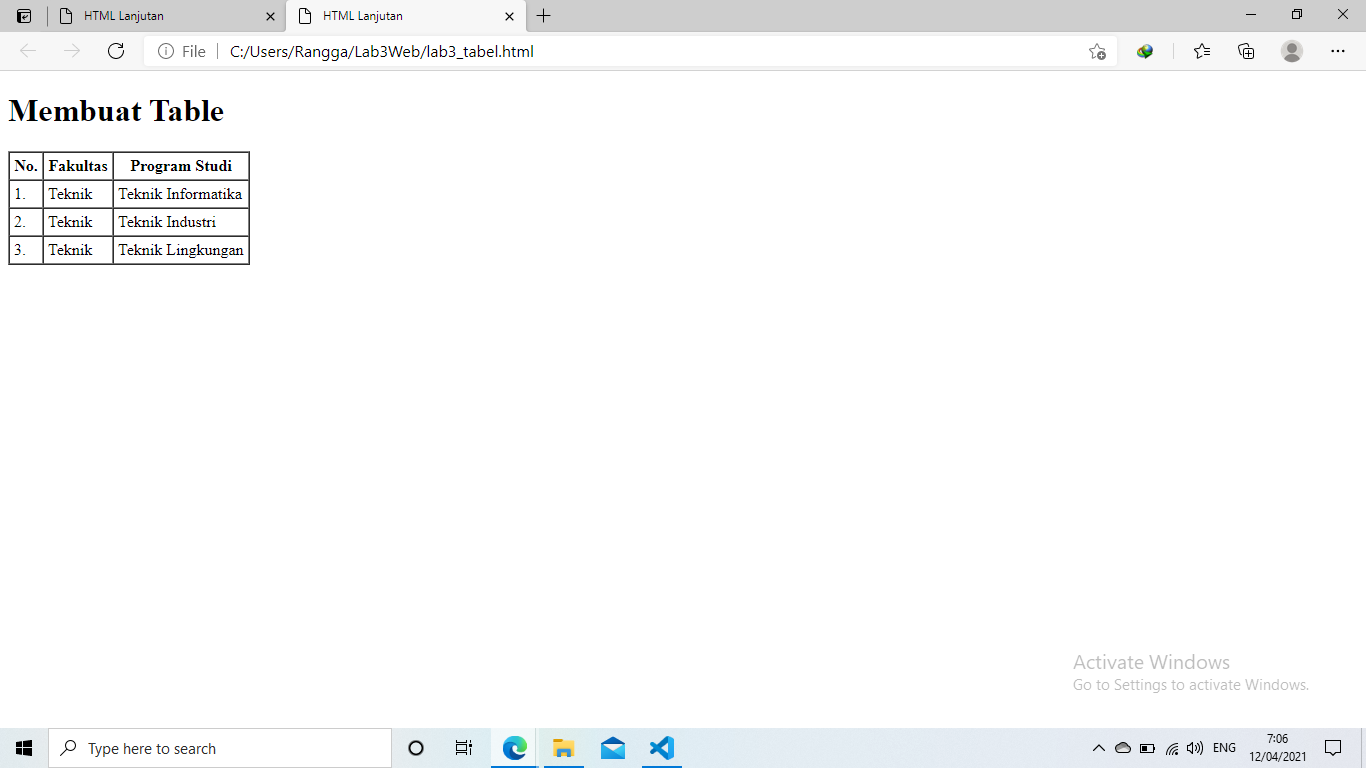 HTML Lanjutan
HTML Lanjutan
File
C:/Users/Rangga/Lab3Web/lab3_tabel.html
Membuat Table
No. Fakultas Program Studi
1. Teknik Teknik Informatika
2. Teknik Teknik Industri
3. Teknik Teknik Lingkungan
Activate Windows
Go to Settings to activate Windows.
Type here to search
ENG
7:06
12/04/2021